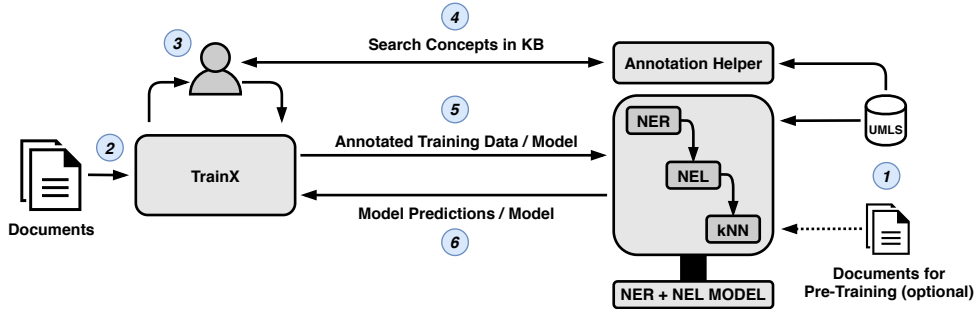 4
Search Concepts in KB
3
Annotation Helper
UMLS
5
Annotated Training Data / Model
NER
NEL
kNN
2
TrainX
Documents
1
Model Predictions / Model
6
Documents for
Pre-Training (optional)
NER + NEL MODEL